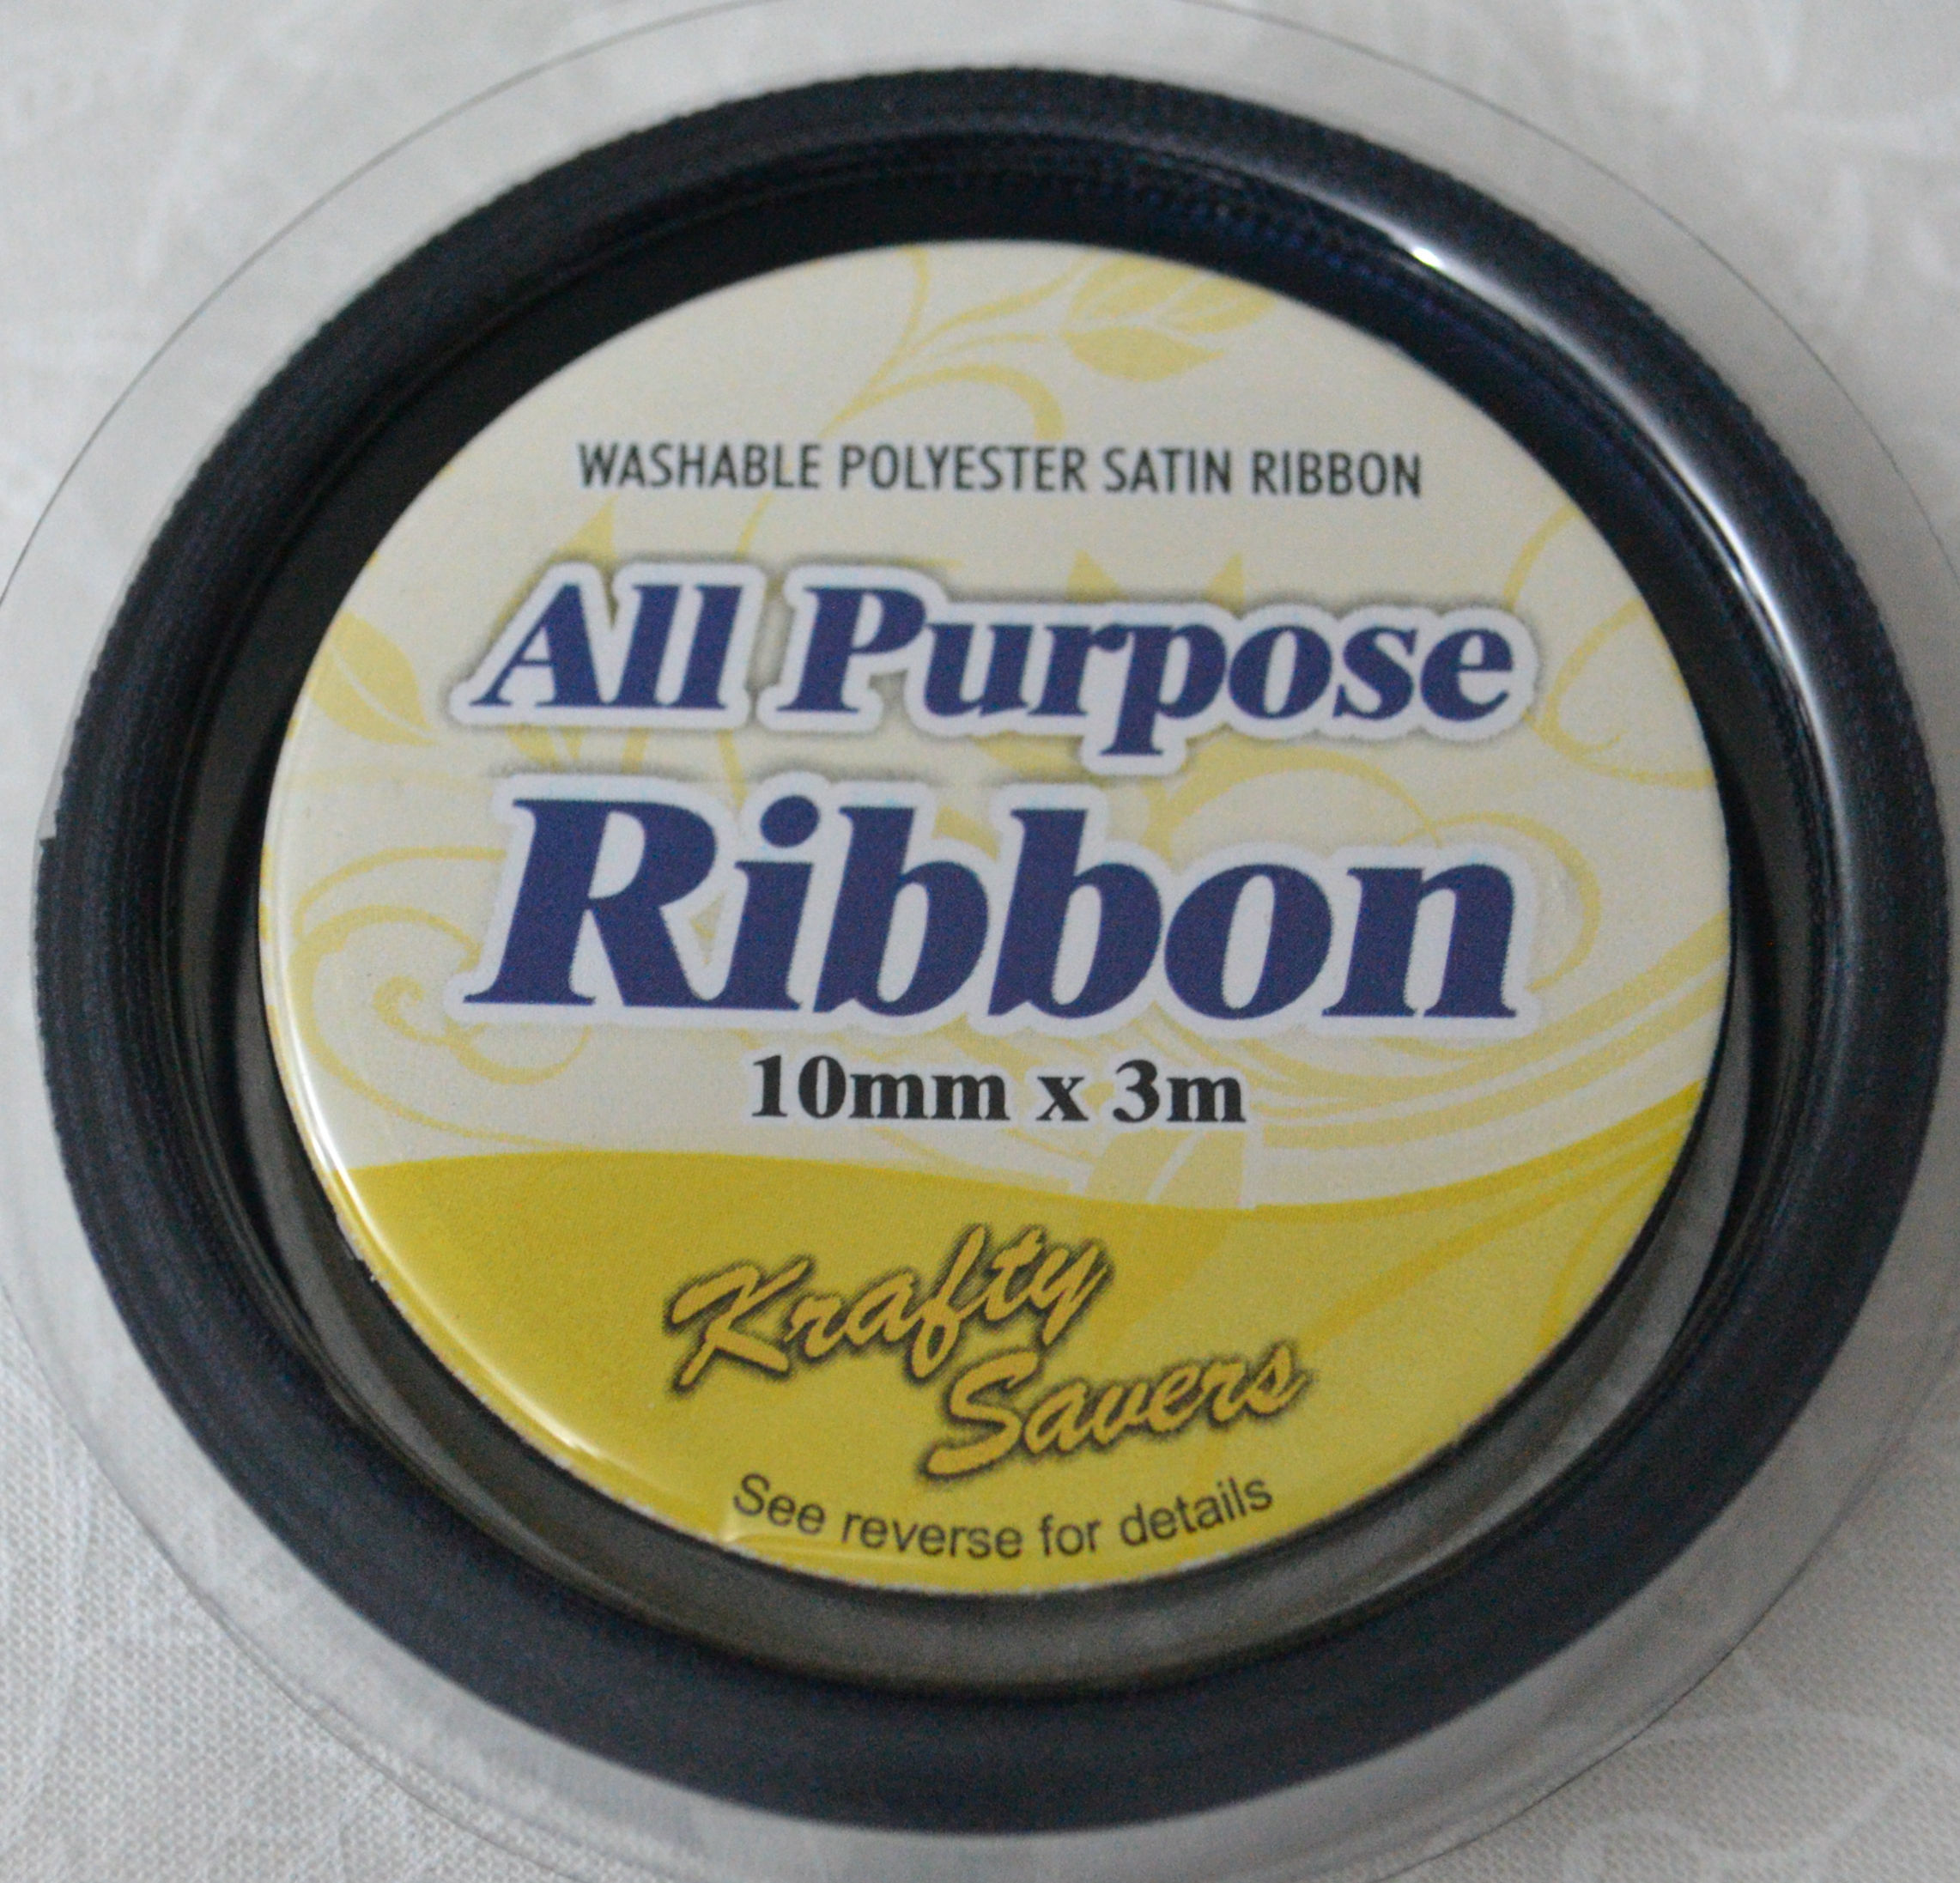 WASHABLE POLYESTER SATIN RIBBON
All Purpose
Ribbon
10mm x 3m
Krafty
Savers
See reverse for details